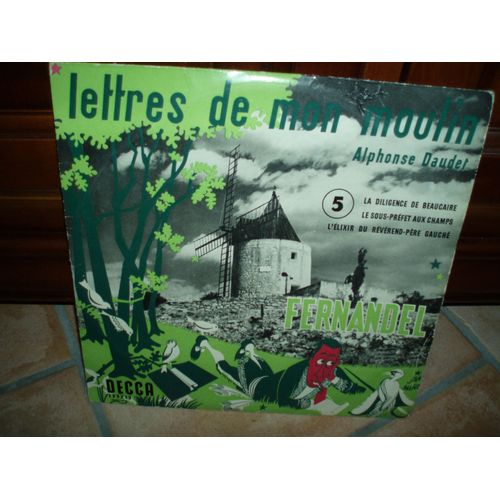 lettres de mon moulin
Alphonse Daudet
5
LA DILIGENCE DE BEAUCAIRE
LE SOUS-PRÉFET AUX CHAMPS
L'ÉLIXIR DU RÉVÉREND-PÈRE GAUCHE
FERNANDEL
DECCA